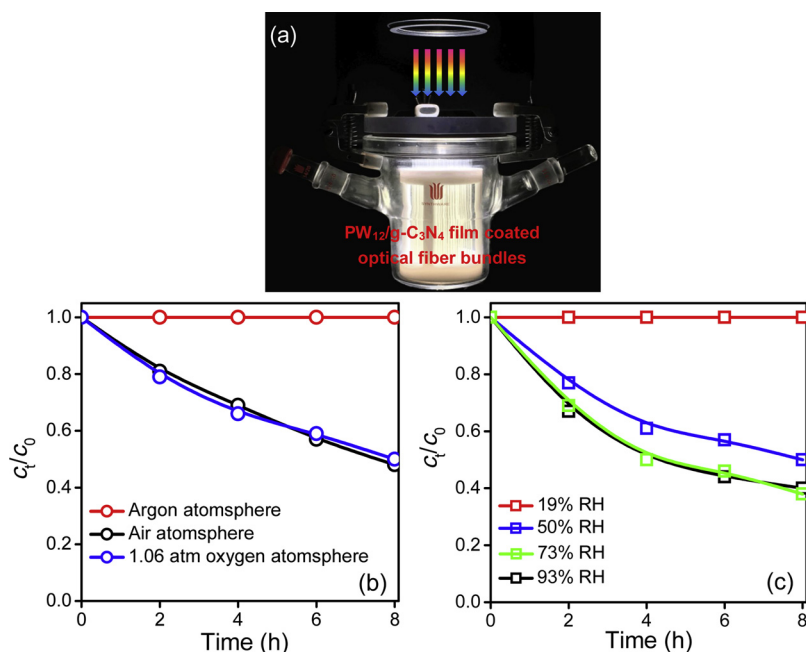 (a)
PW₁₂/g-C₃N₄ film coated
optical fiber bundles
1.0
0.8
0.6
0.4
0.2
0.0
cₜ/c₀
Argon atomsphere
Air atomsphere
1.06 atm oxygen atomsphere
(b)
0 2 4 6 8
Time (h)
1.0
0.8
0.6
0.4
0.2
0.0
cₜ/c₀
19% RH
50% RH
73% RH
93% RH
(c)
0 2 4 6 8
Time (h)